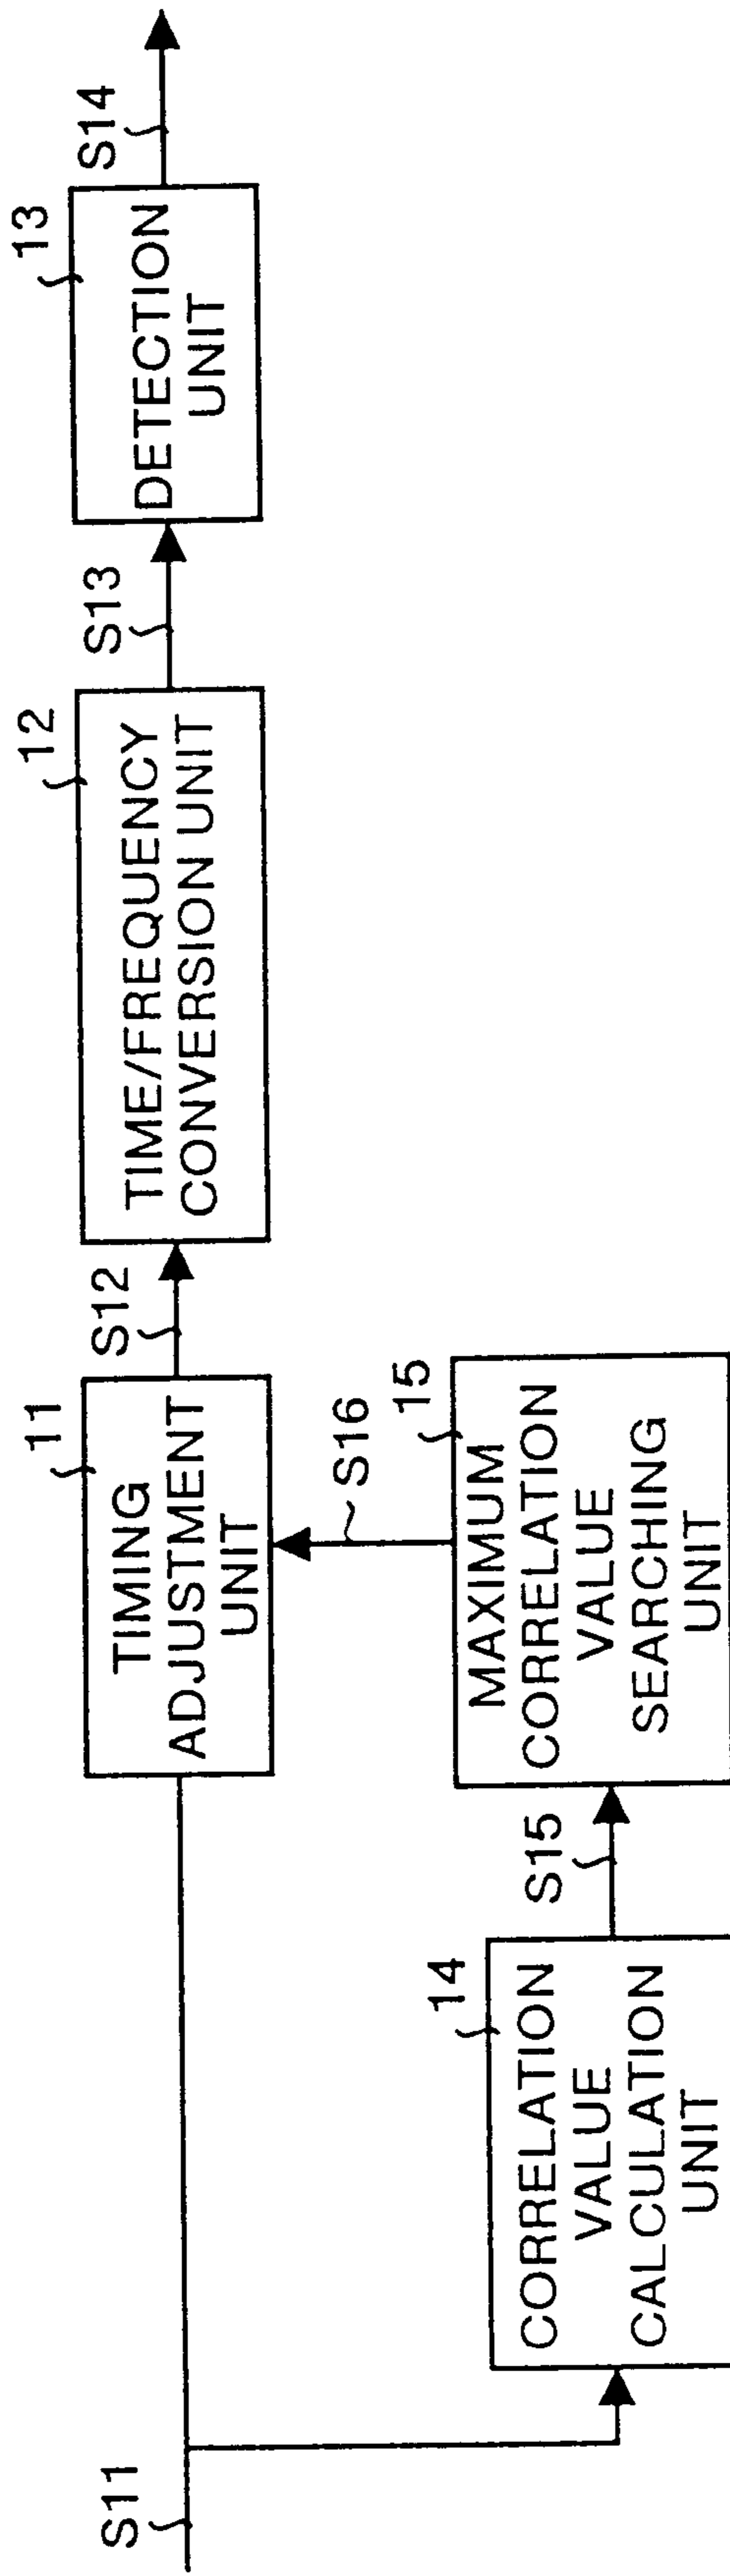 S11
11
TIMING
ADJUSTMENT
UNIT
S12
12
TIME/FREQUENCY
CONVERSION UNIT
S13
13
DETECTION
UNIT
S14
14
CORRELATION
VALUE
CALCULATION
UNIT
S15
15
MAXIMUM
CORRELATION
VALUE
SEARCHING
UNIT
S16